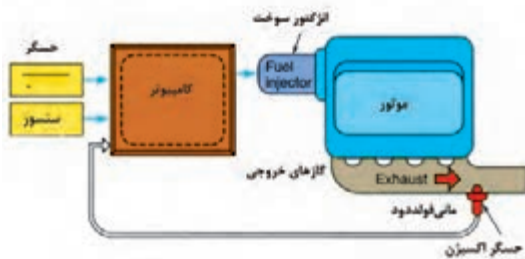 انژکتور سوخت
حسگر
Fuel
injector
کامپیوتر
موتور
سنسور
گازهای خروجی
Exhaust
مانی‌فولددود
حسگر اکسیژن